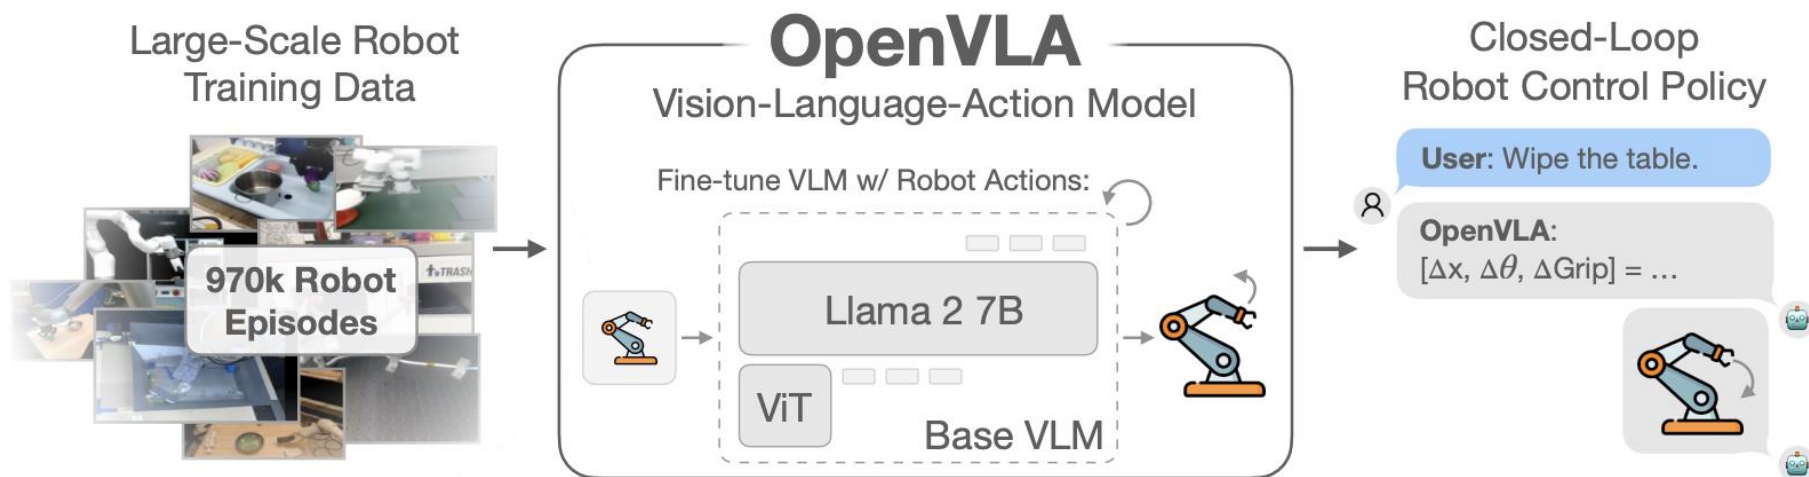 Large-Scale Robot
Training Data
970k Robot
Episodes
TRASH
OpenVLA
Vision-Language-Action Model
Fine-tune VLM w/ Robot Actions:
Llama 2 7B
ViT
Base VLM
Closed-Loop
Robot Control Policy
User: Wipe the table.
OpenVLA:
[Δx, Δθ, ΔGrip] = ...